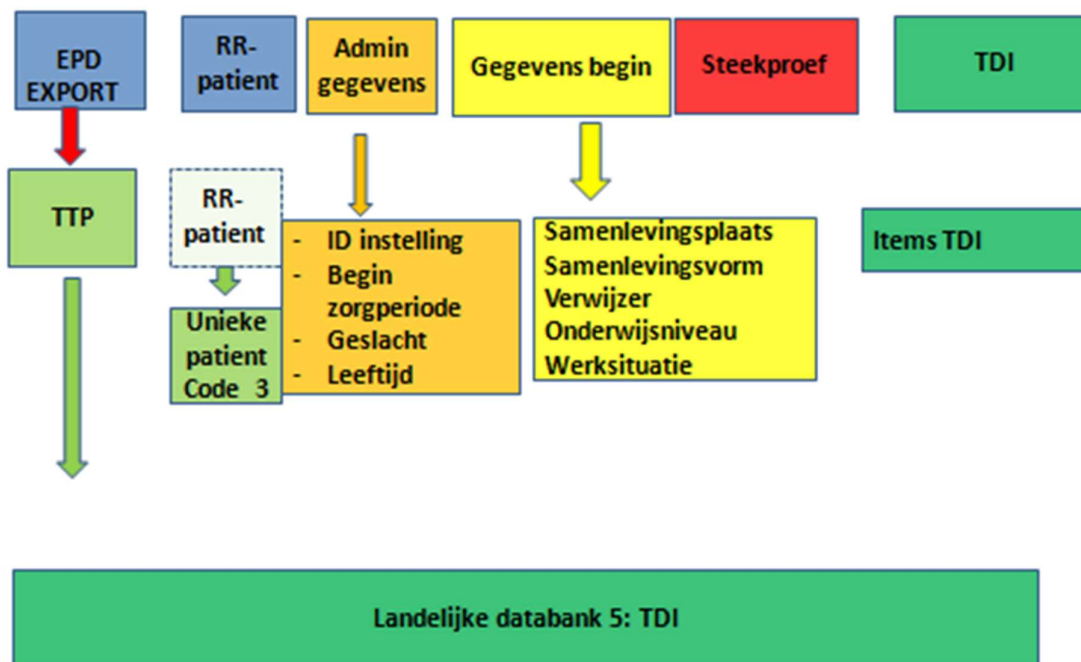 EPD
EXPORT
RR-
patient
Admin
gegevens
Gegevens begin
Steekproef
TDI
TTP
RR-
patient
- ID instelling
- Begin
zorgperiode
- Geslacht
- Leeftijd
Samenlevingsplaats
Samenlevingsvorm
Verwijzer
Onderwijsniveau
Werksituatie
Items TDI
Unieke
patient
Code 3
Landelijke databank 5: TDI